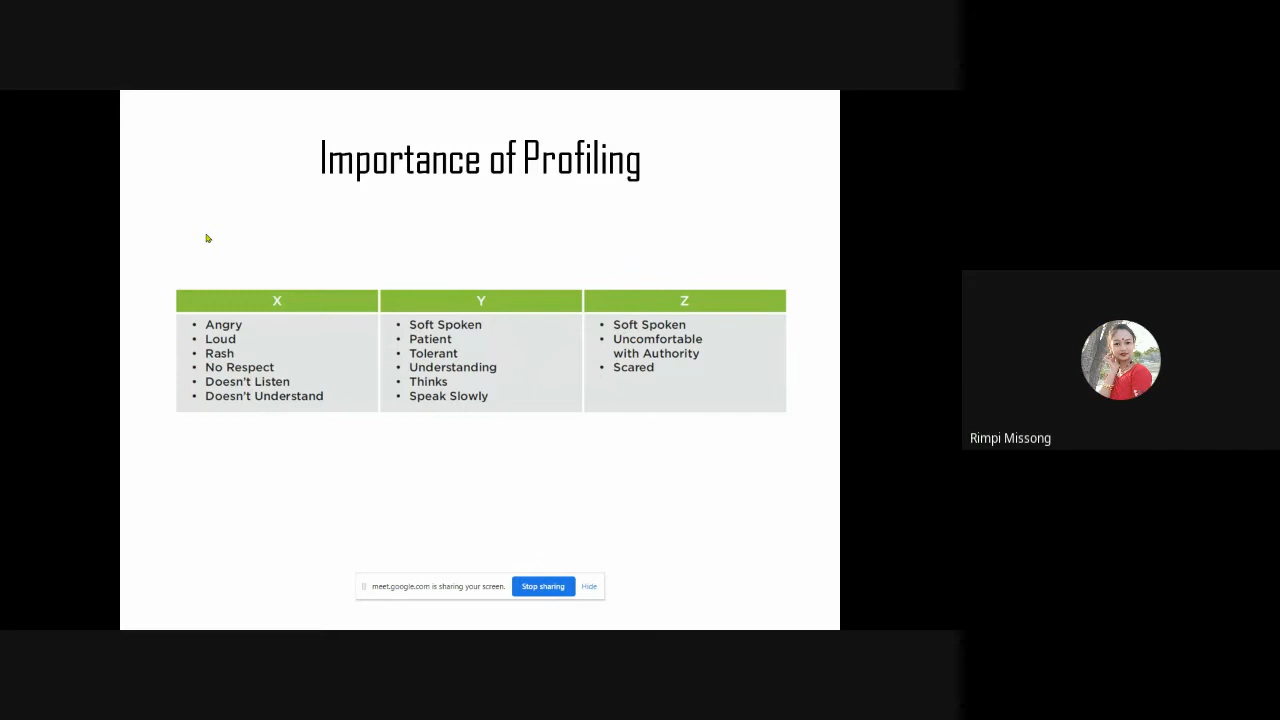 Importance of Profiling
X
Y
Z
• Angry
• Loud
• Rash
• No Respect
• Doesn't Listen
• Doesn't Understand
• Soft Spoken
• Patient
• Tolerant
• Understanding
• Thinks
• Speak Slowly
• Soft Spoken
• Uncomfortable
with Authority
• Scared
meet.google.com is sharing your screen. Stop sharing Hide
Rimpi Missong